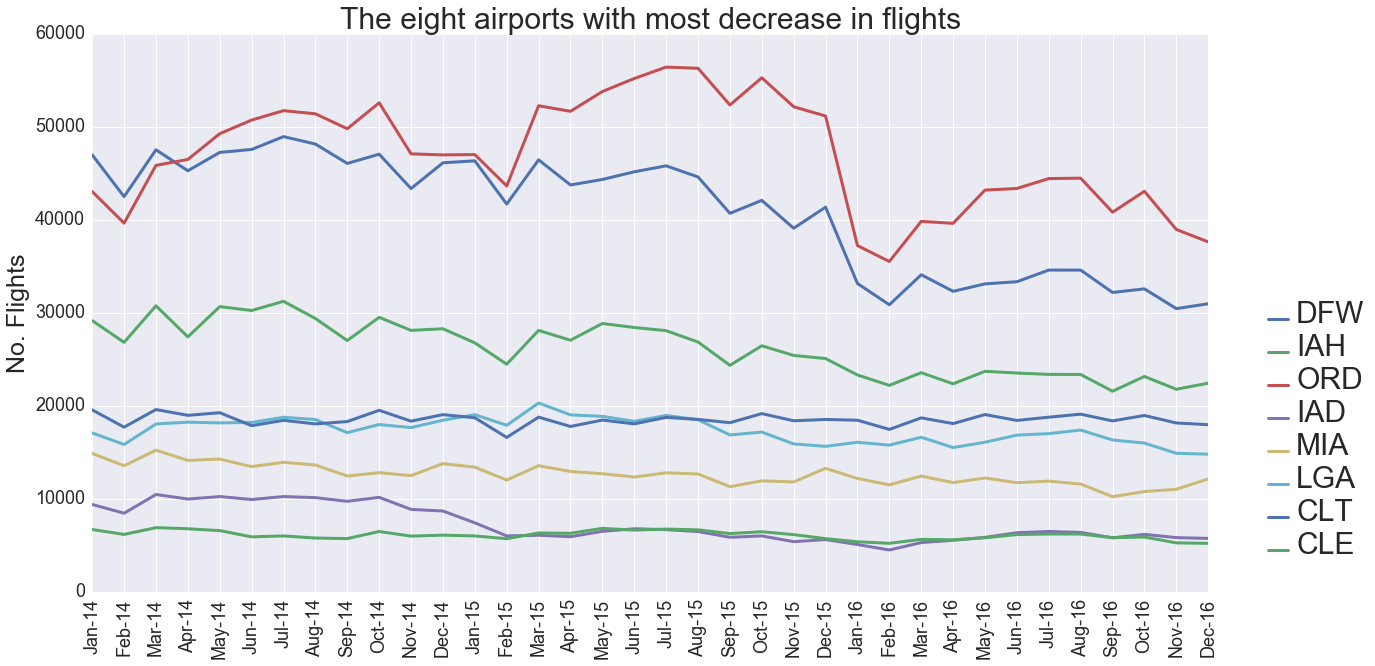 The eight airports with most decrease in flights
60000
50000
40000
30000
20000
10000
0
No. Flights
Jan-14
Feb-14
Mar-14
Apr-14
May-14
Jun-14
Jul-14
Aug-14
Sep-14
Oct-14
Nov-14
Dec-14
Jan-15
Feb-15
Mar-15
Apr-15
May-15
Jun-15
Jul-15
Aug-15
Sep-15
Oct-15
Nov-15
Dec-15
Jan-16
Feb-16
Mar-16
Apr-16
May-16
Jun-16
Jul-16
Aug-16
Sep-16
Oct-16
Nov-16
Dec-16
DFW
IAH
ORD
IAD
MIA
LGA
CLT
CLE